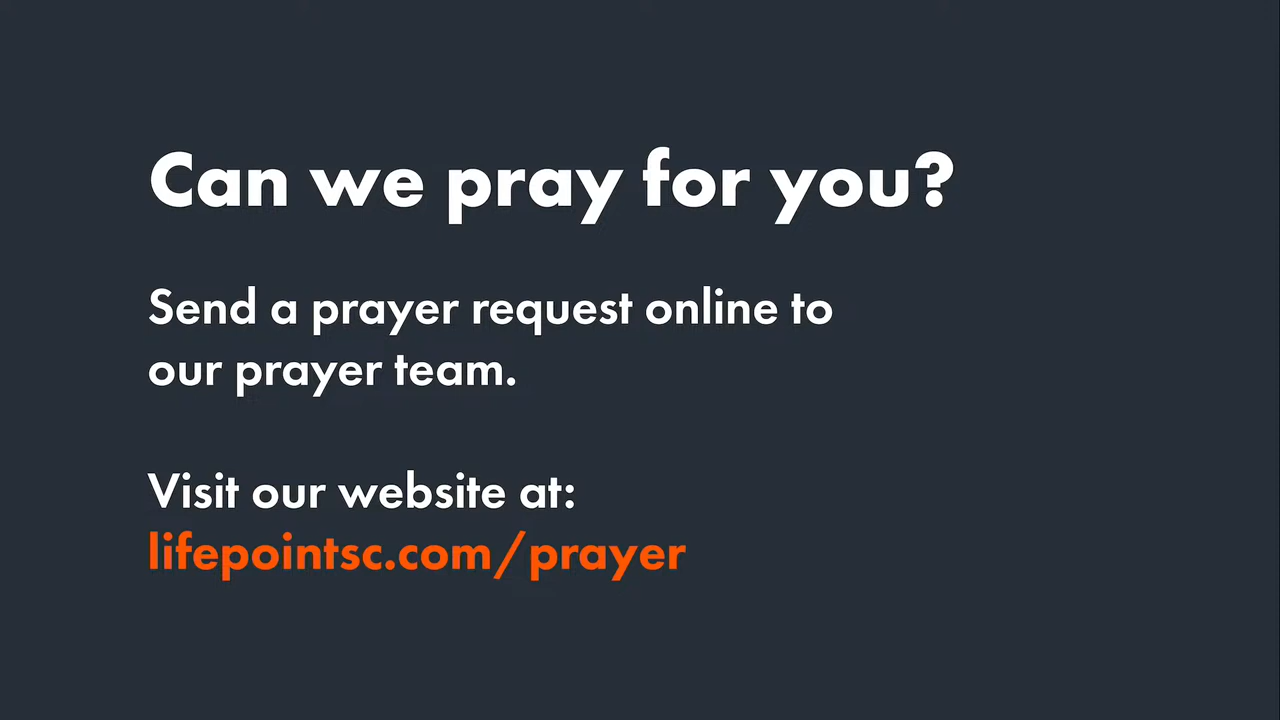 Can we pray for you?
Send a prayer request online to
our prayer team.
Visit our website at:
lifepointsc.com/prayer